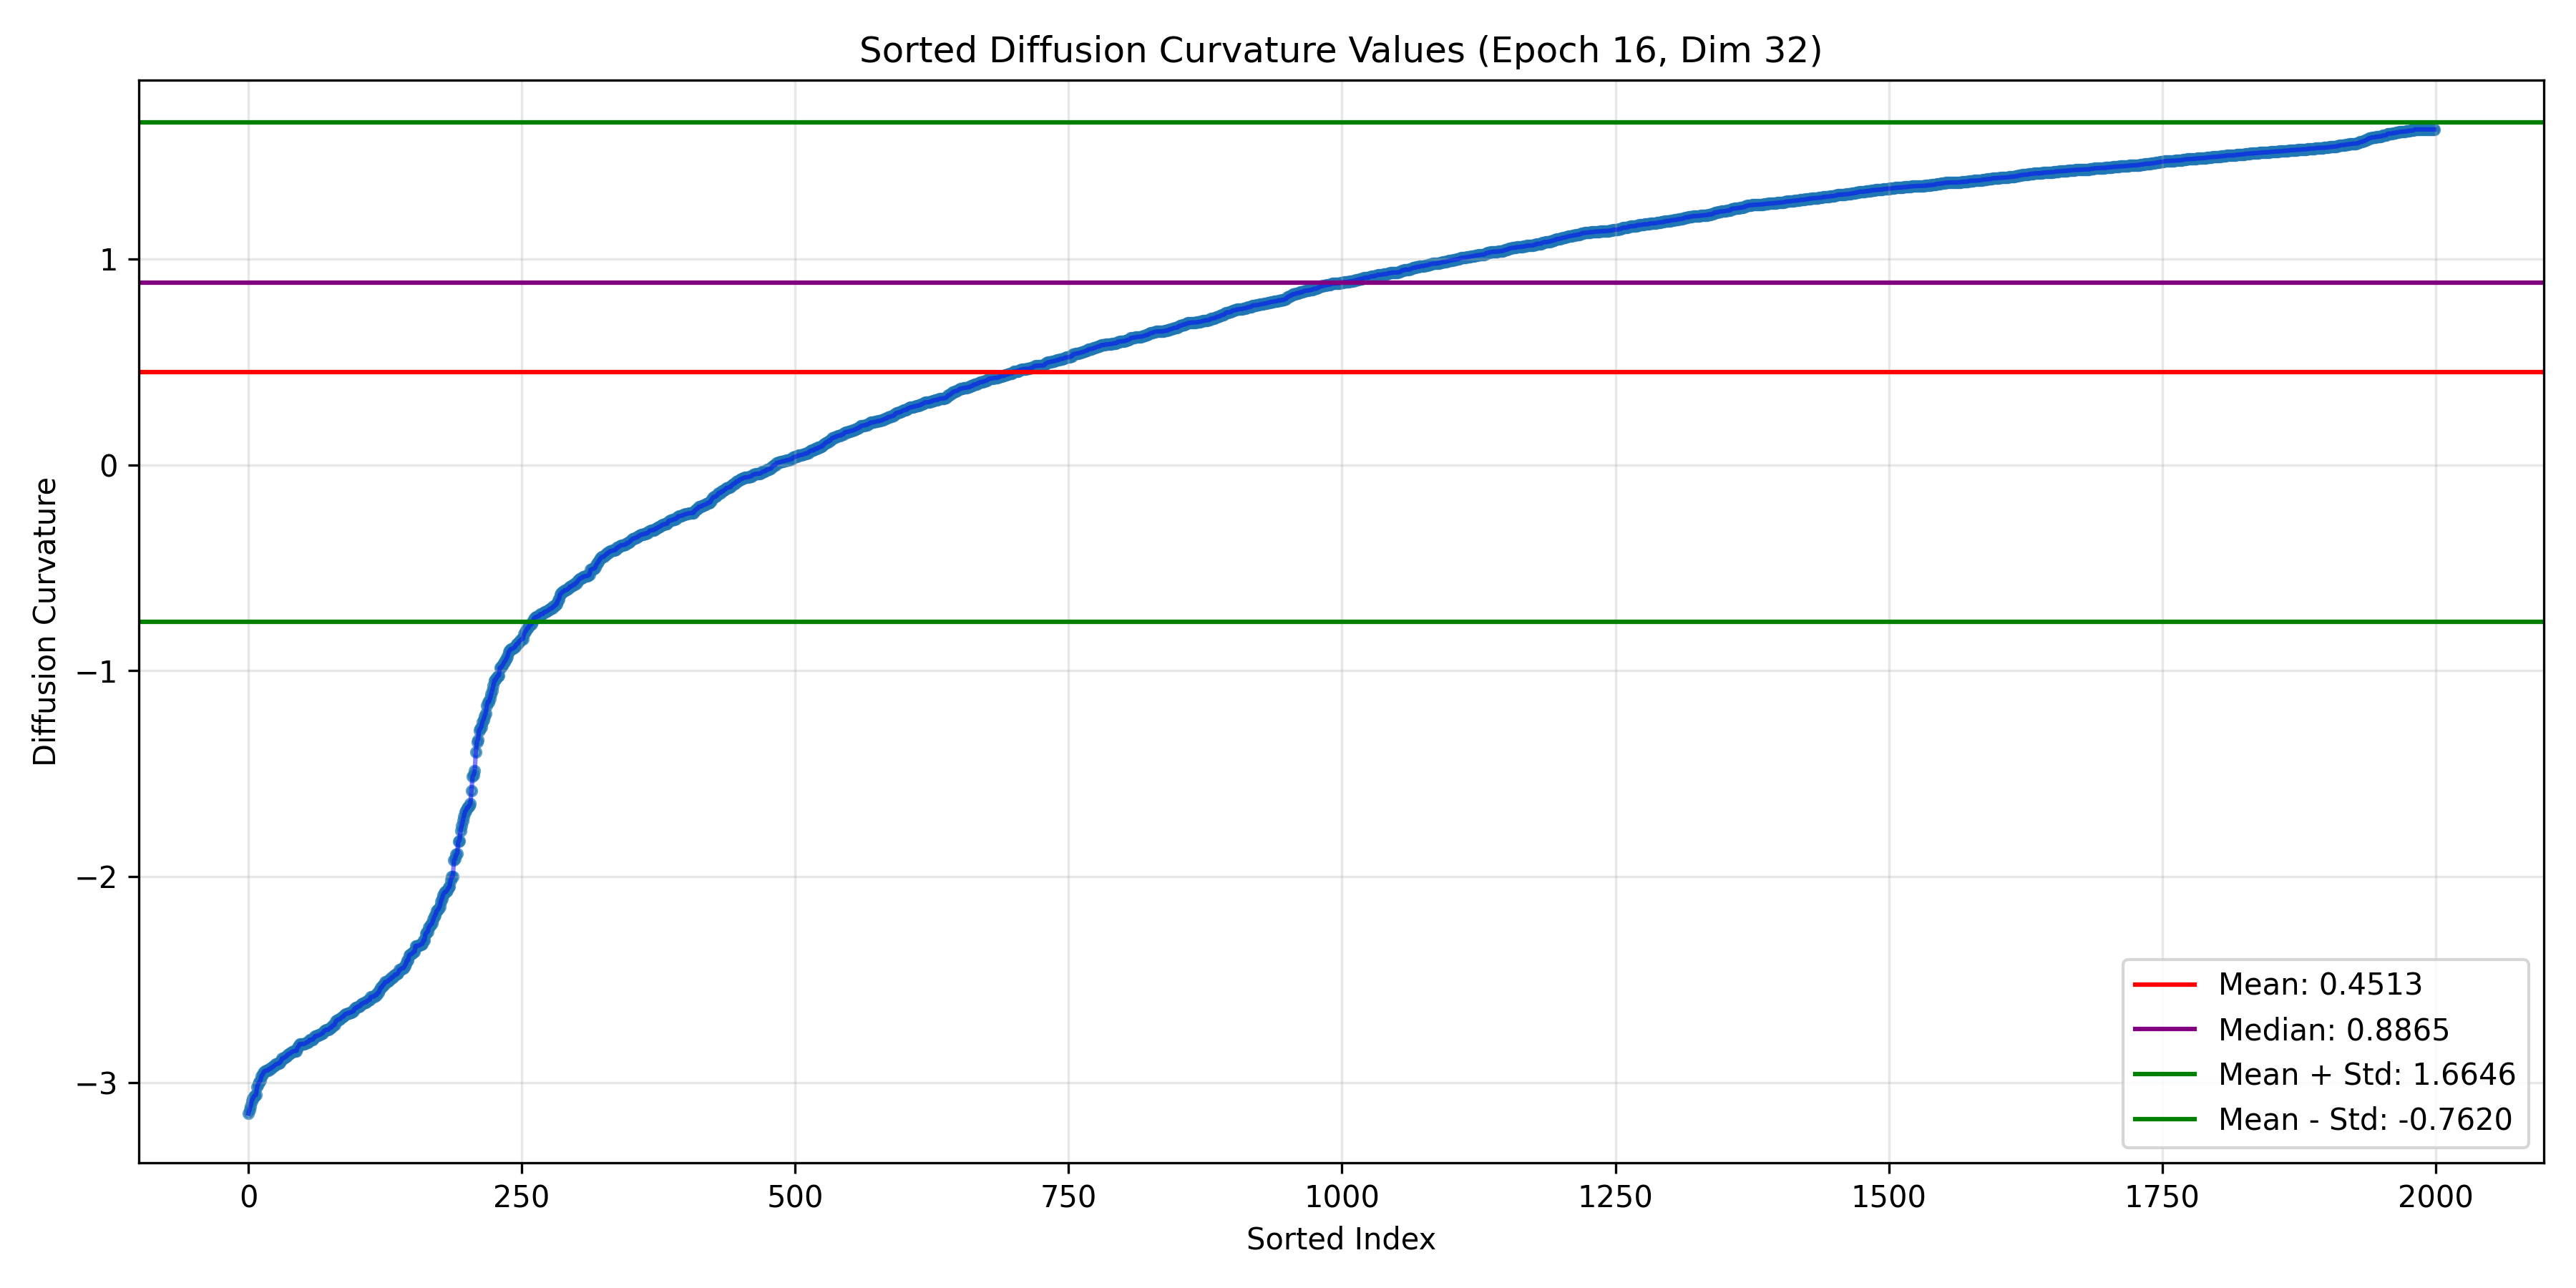 Sorted Diffusion Curvature Values (Epoch 16, Dim 32)
Diffusion Curvature
1
0
−1
−2
−3
0 250 500 750 1000 1250 1500 1750 2000
Sorted Index
Mean: 0.4513
Median: 0.8865
Mean + Std: 1.6646
Mean - Std: -0.7620